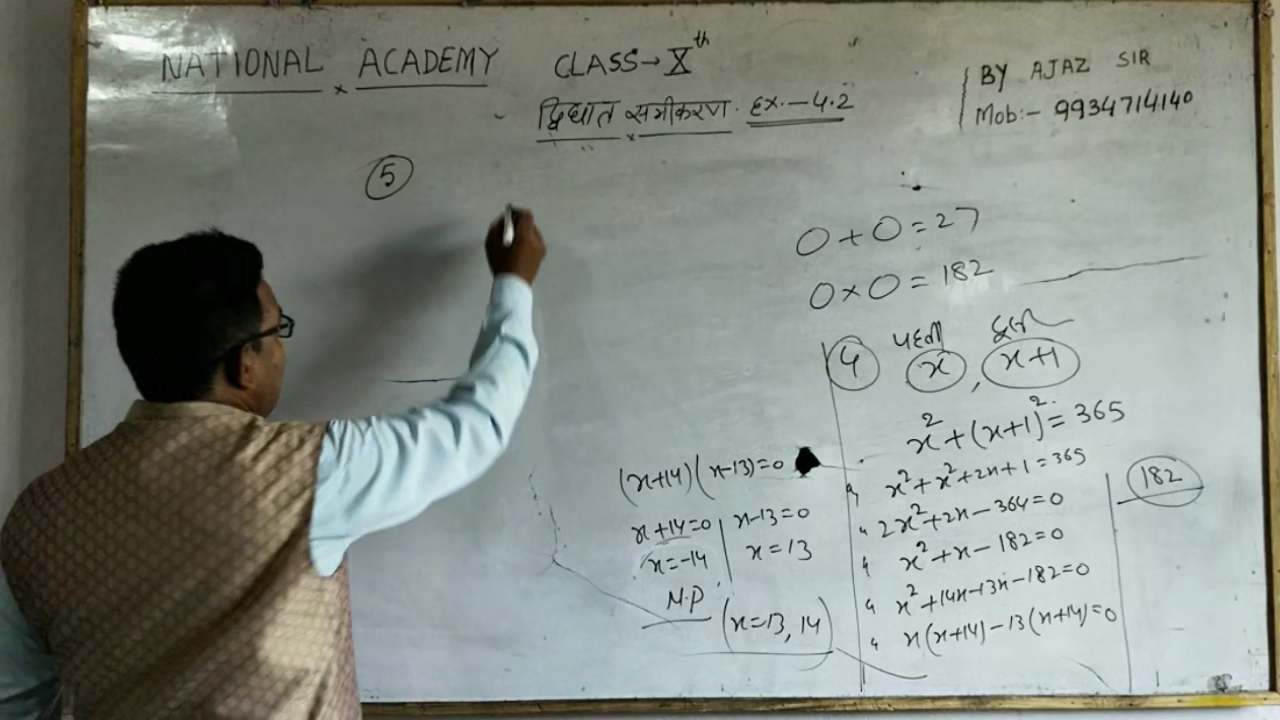 NATIONAL ACADEMY CLASS→Xth
द्विघात समीकरण. Ex.—4.2
BY AJAZ SIR
Mob:- 9934714140
5
0+0=27
0×0=182
4 पहली दूसरी
x, x+1
x²+(x+1)²=365
x²+x²+2x+1=365
2x²+2x-364=0
x²+x-182=0
x²+14x-13x-182=0
x(x+14)-13(x+14)=0
182
(x+14)(x-13)=0
x+14=0 x-13=0
x=-14 x=13
N.P
(x=13, 14)